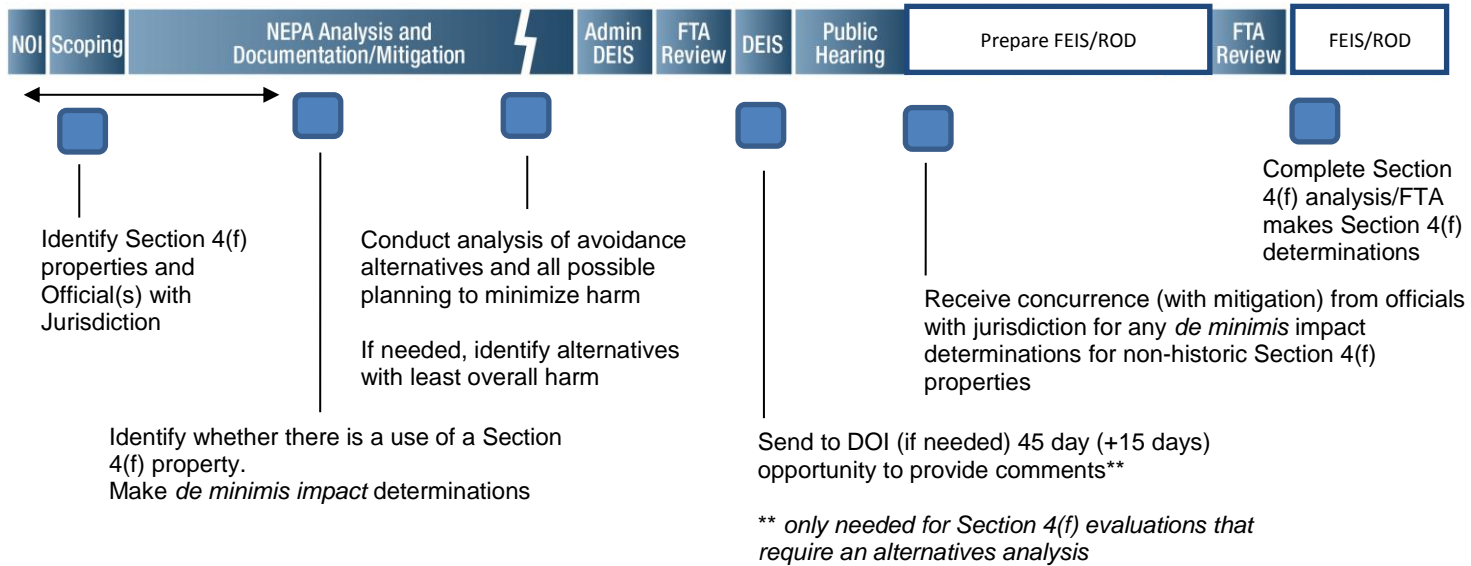 NOI
Scoping
NEPA Analysis and
Documentation/Mitigation
Admin
DEIS
FTA
Review
DEIS
Public
Hearing
Prepare FEIS/ROD
FTA
Review
FEIS/ROD
Identify Section 4(f)
properties and
Official(s) with
Jurisdiction
Identify whether there is a use of a Section
4(f) property.
Make de minimis impact determinations
Conduct analysis of avoidance
alternatives and all possible
planning to minimize harm
If needed, identify alternatives
with least overall harm
Send to DOI (if needed) 45 day (+15 days)
opportunity to provide comments**
** only needed for Section 4(f) evaluations that
require an alternatives analysis
Receive concurrence (with mitigation) from officials
with jurisdiction for any de minimis impact
determinations for non-historic Section 4(f)
properties
Complete Section
4(f) analysis/FTA
makes Section 4(f)
determinations